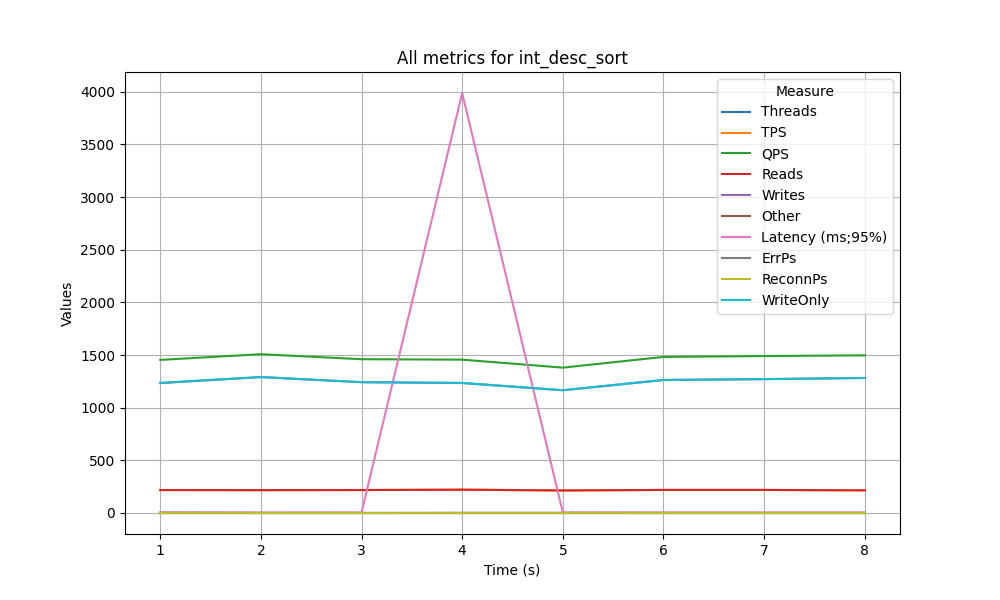 All metrics for int_desc_sort
Measure
Threads
TPS
QPS
Reads
Writes
Other
Latency (ms;95%)
ErrPs
ReconnPs
WriteOnly
Values
4000
3500
3000
2500
2000
1500
1000
500
0
1 2 3 4 5 6 7 8
Time (s)